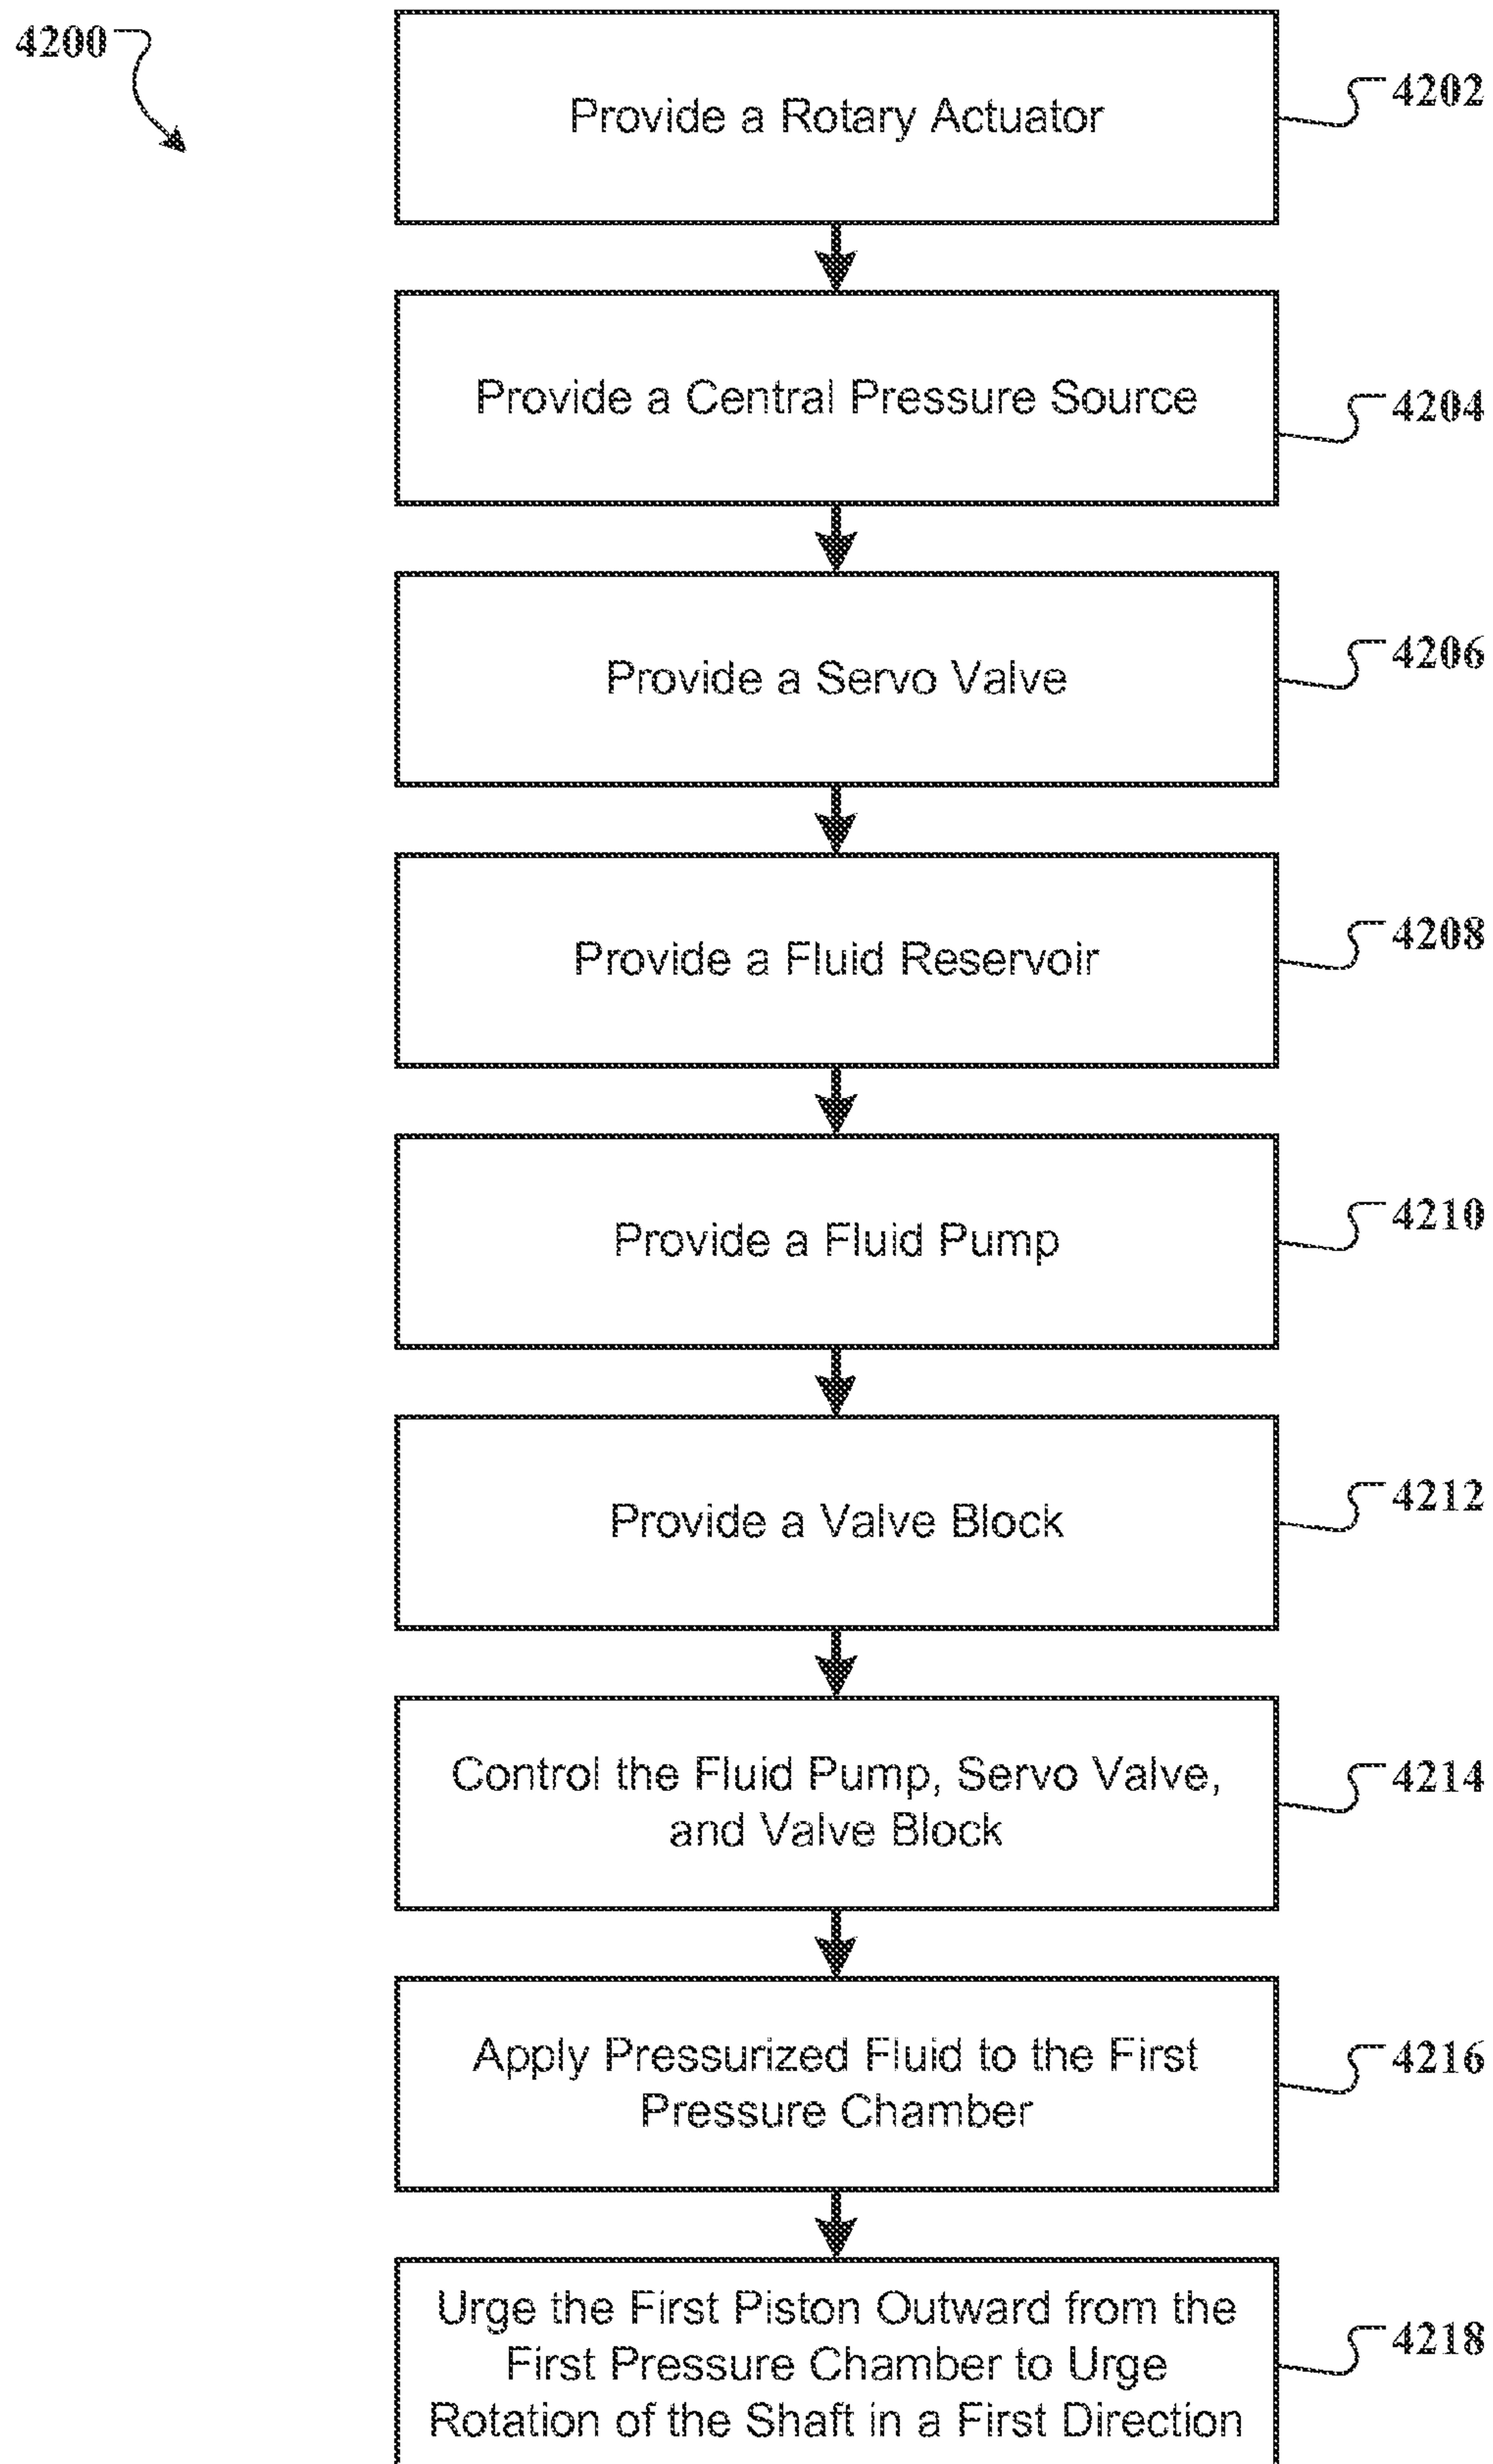 4200
Provide a Rotary Actuator
4202
Provide a Central Pressure Source
4204
Provide a Servo Valve
4206
Provide a Fluid Reservoir
4208
Provide a Fluid Pump
4210
Provide a Valve Block
4212
Control the Fluid Pump, Servo Valve,
and Valve Block
4214
Apply Pressurized Fluid to the First
Pressure Chamber
4216
Urge the First Piston Outward from the
First Pressure Chamber to Urge
Rotation of the Shaft in a First Direction
4218